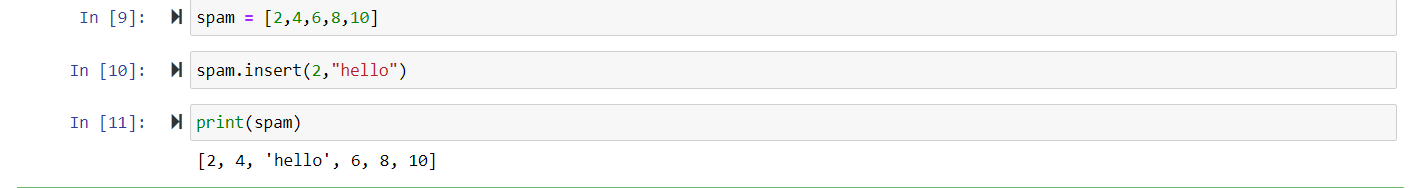 In [9]: spam = [2,4,6,8,10]
In [10]: spam.insert(2,"hello")
In [11]: print(spam)
[2, 4, 'hello', 6, 8, 10]